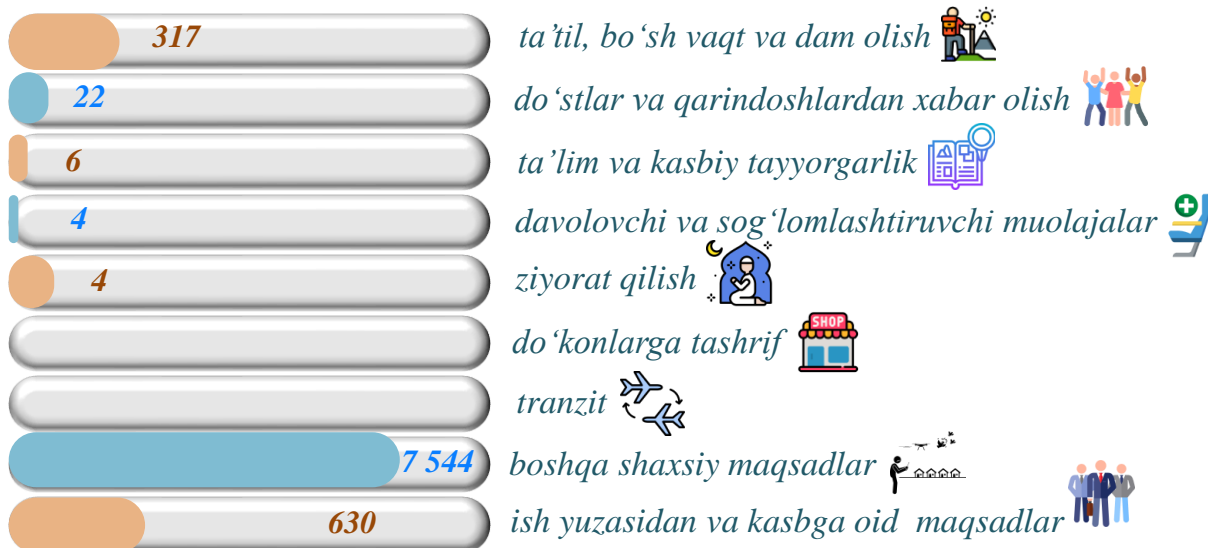 317 ta’til, bo‘sh vaqt va dam olish
22 do‘stlar va qarindoshlardan xabar olish
6 ta’lim va kasbiy tayyorgarlik
4 davolovchi va sog‘lomlashtiruvchi muolajalar
4 ziyorat qilish
do‘konlarga tashrif SHOP
tranzit
7 544 boshqa shaxsiy maqsadlar
630 ish yuzasidan va kasbga oid maqsadlar